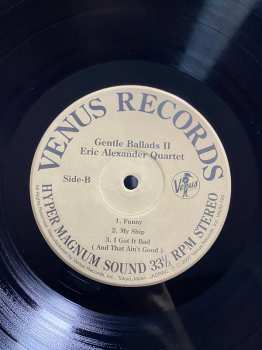 VENUS RECORDS
Gentle Ballads II
Eric Alexander Quartet
Side-B
Venus
1. Funny
2. My Ship
3. I Got It Bad
( And That Ain't Good )
HYPER MAGNUM SOUND 33⅓ RPM STEREO